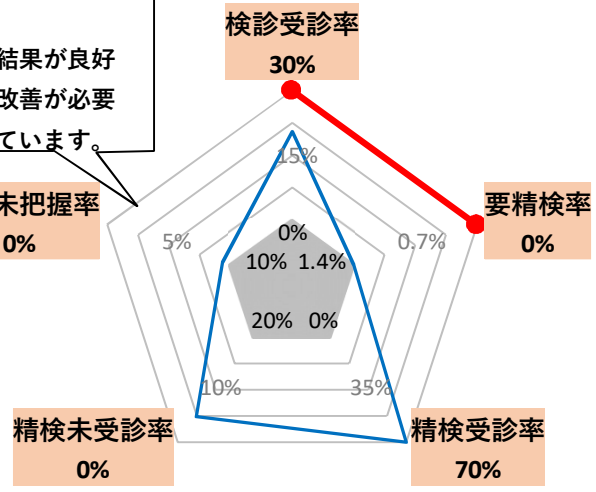 結果が良好
改善が必要
ています。
検診受診率
30%
15%
未把握率
0%
5%
0.7%
要精検率
0%
0%
10%
1.4%
20%
0%
10%
35%
精検未受診率
0%
精検受診率
70%